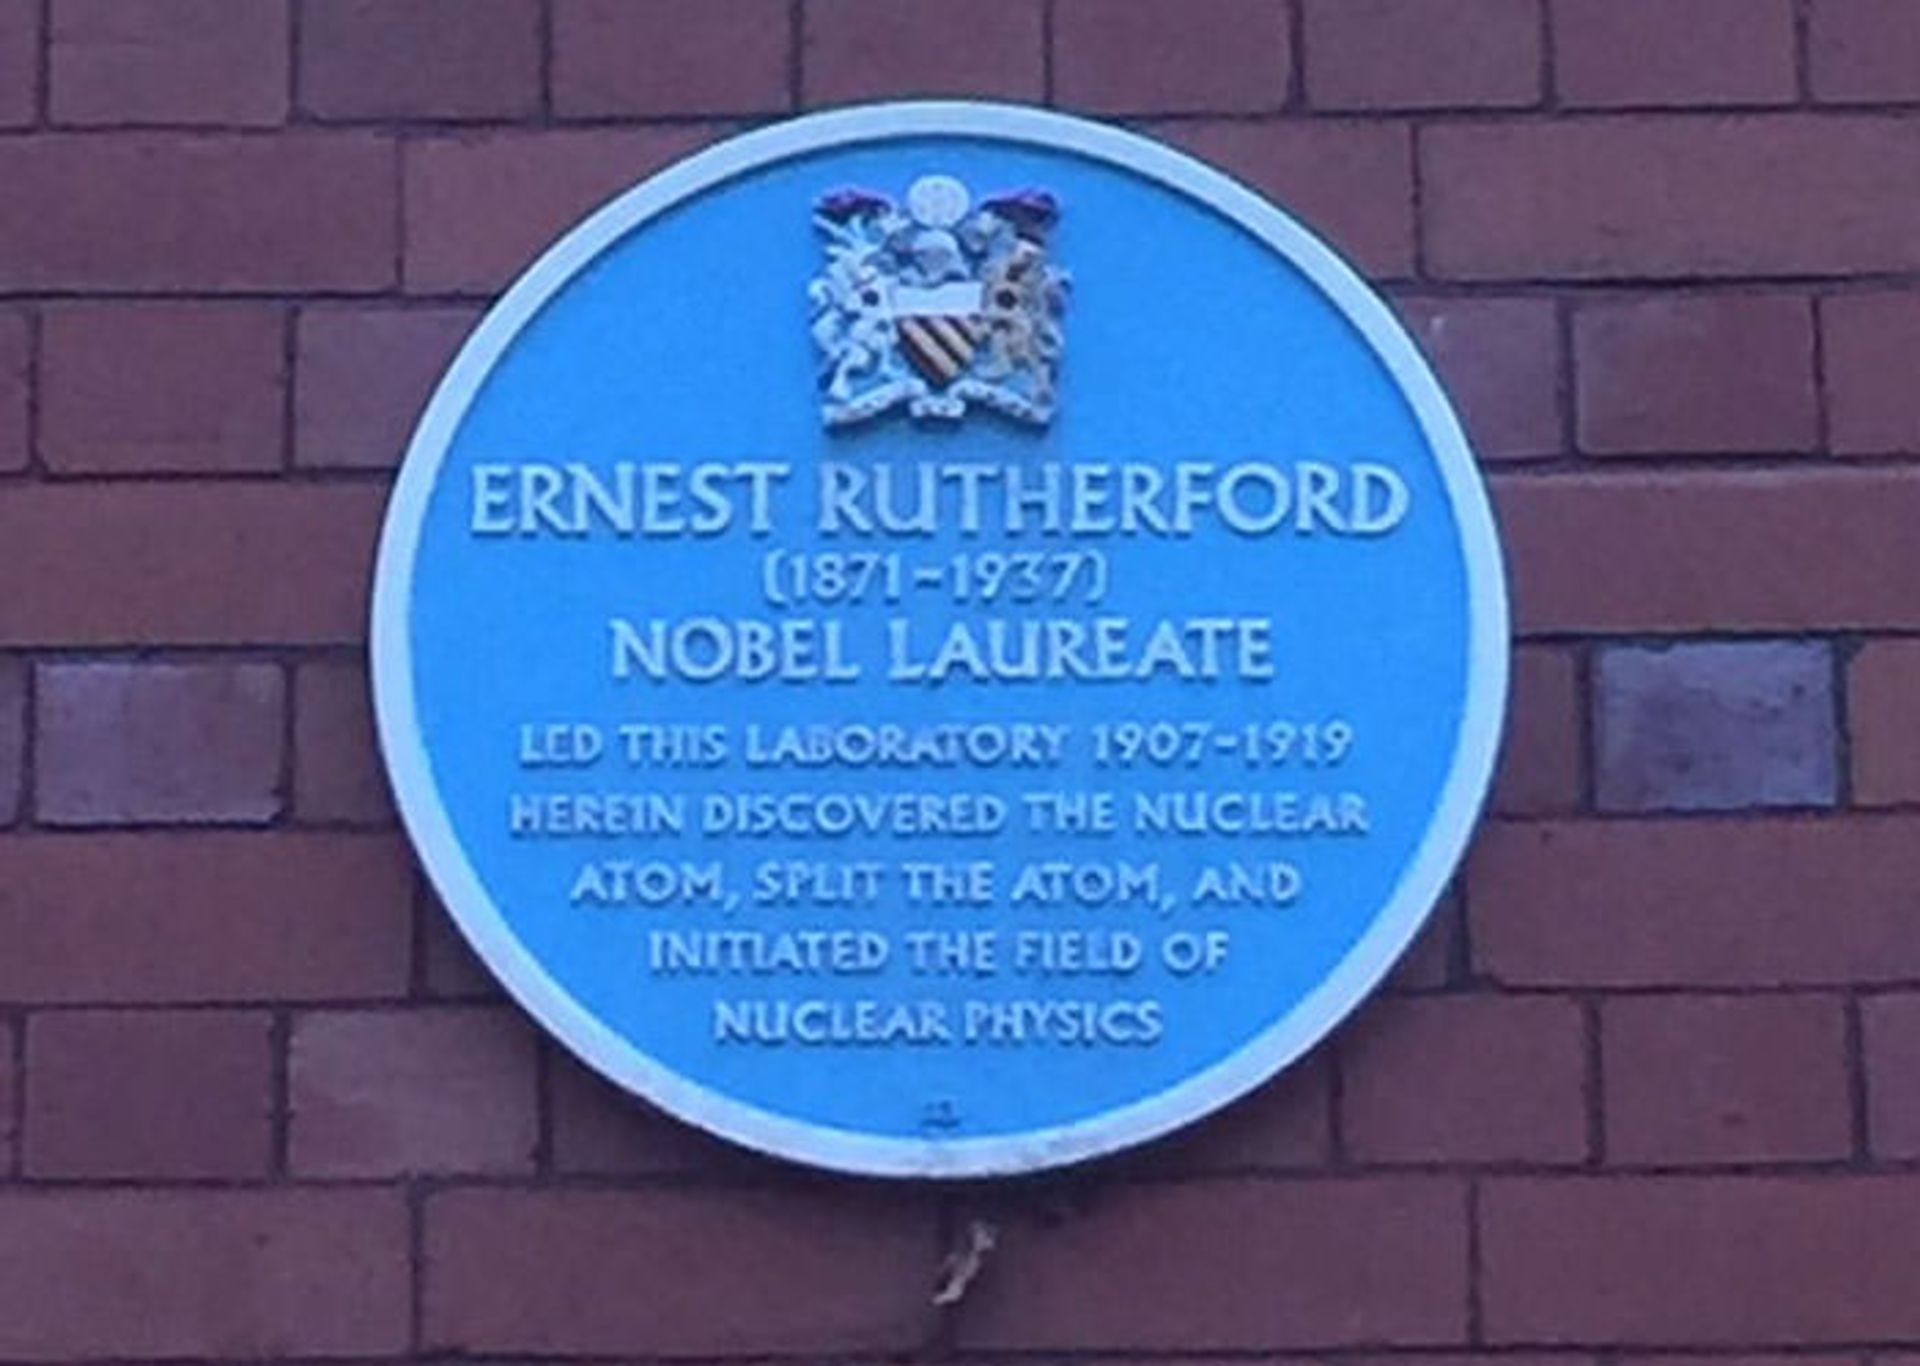 ERNEST RUTHERFORD
(1871-1937)
NOBEL LAUREATE
LED THIS LABORATORY 1907-1919
HEREIN DISCOVERED THE NUCLEAR
ATOM, SPLIT THE ATOM, AND
INITIATED THE FIELD OF
NUCLEAR PHYSICS